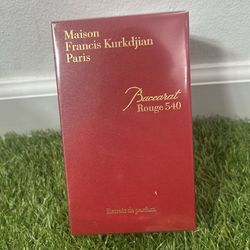 Maison
Francis Kurkdjian
Paris
Baccarat
Rouge 540
Extrait de parfum